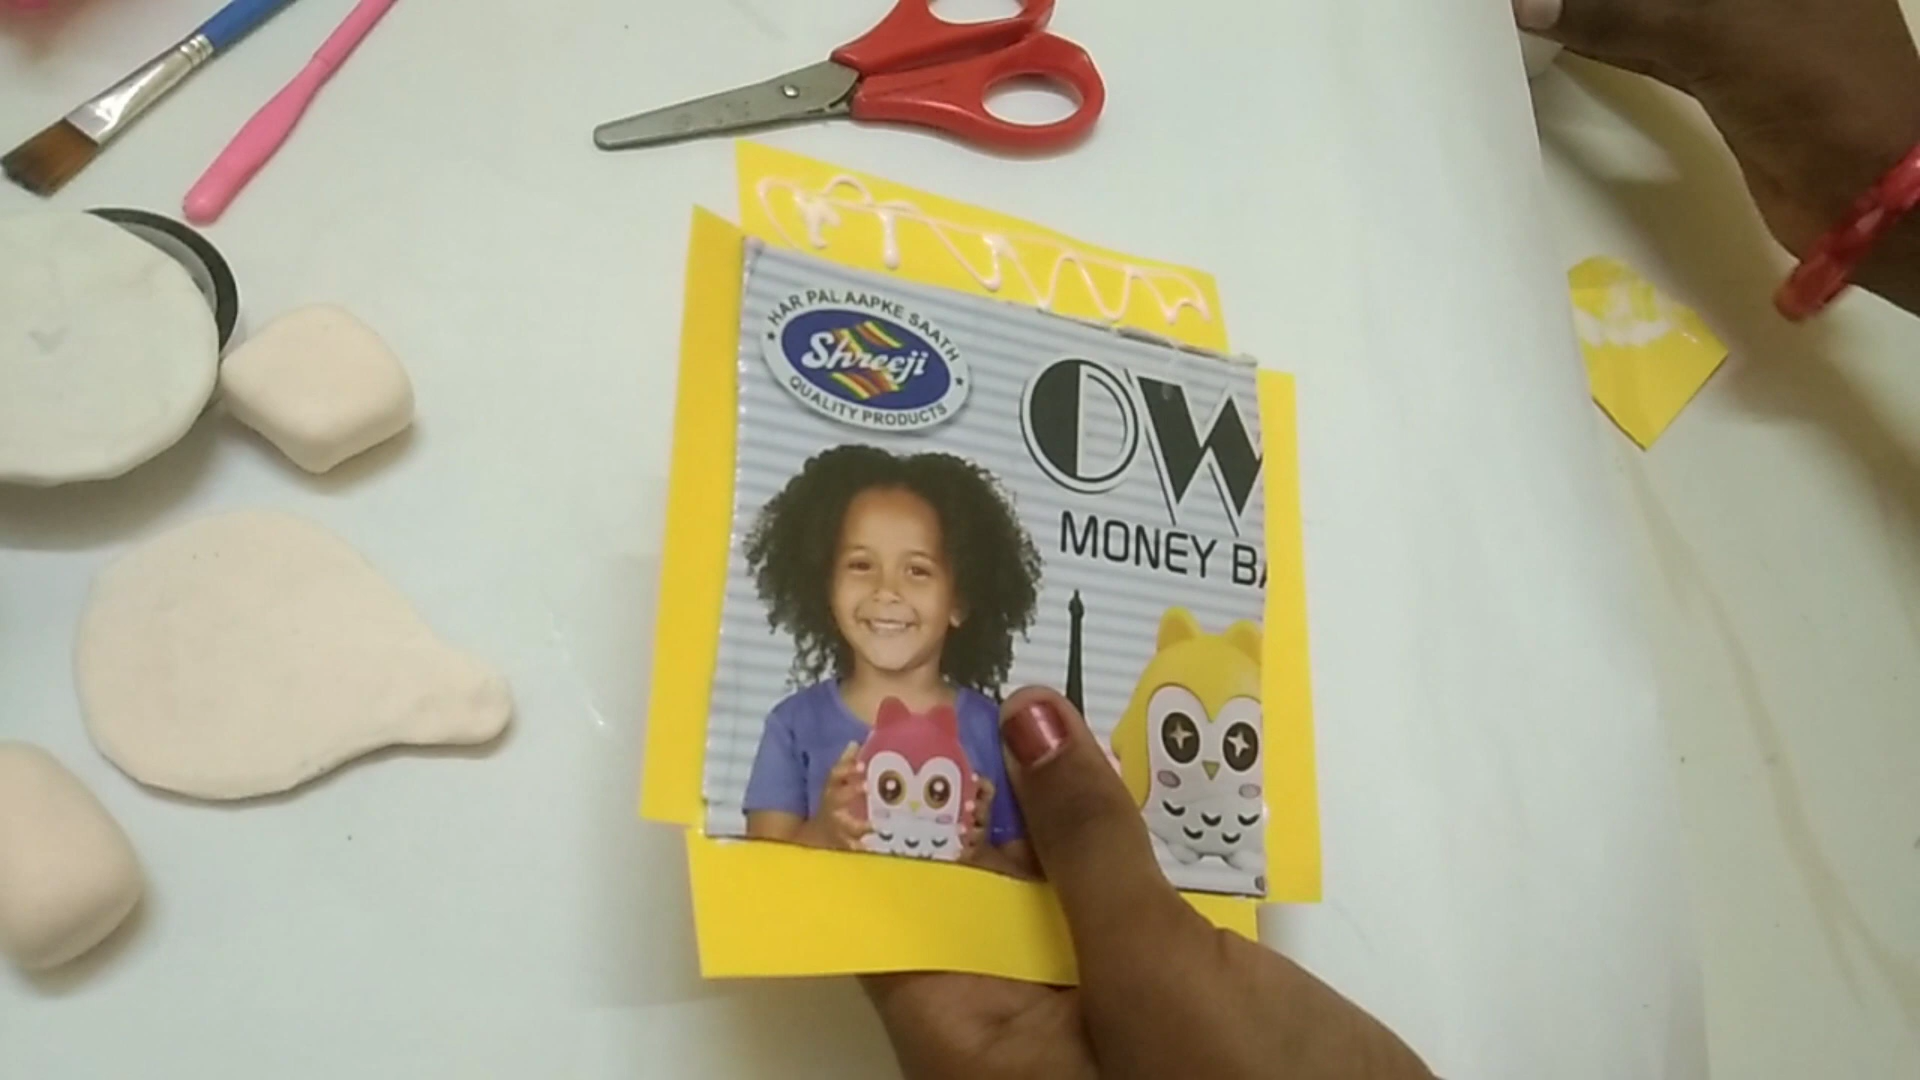 HAR PAL AAPKE SAATH
Shreeji
QUALITY PRODUCTS
OW
MONEY BA